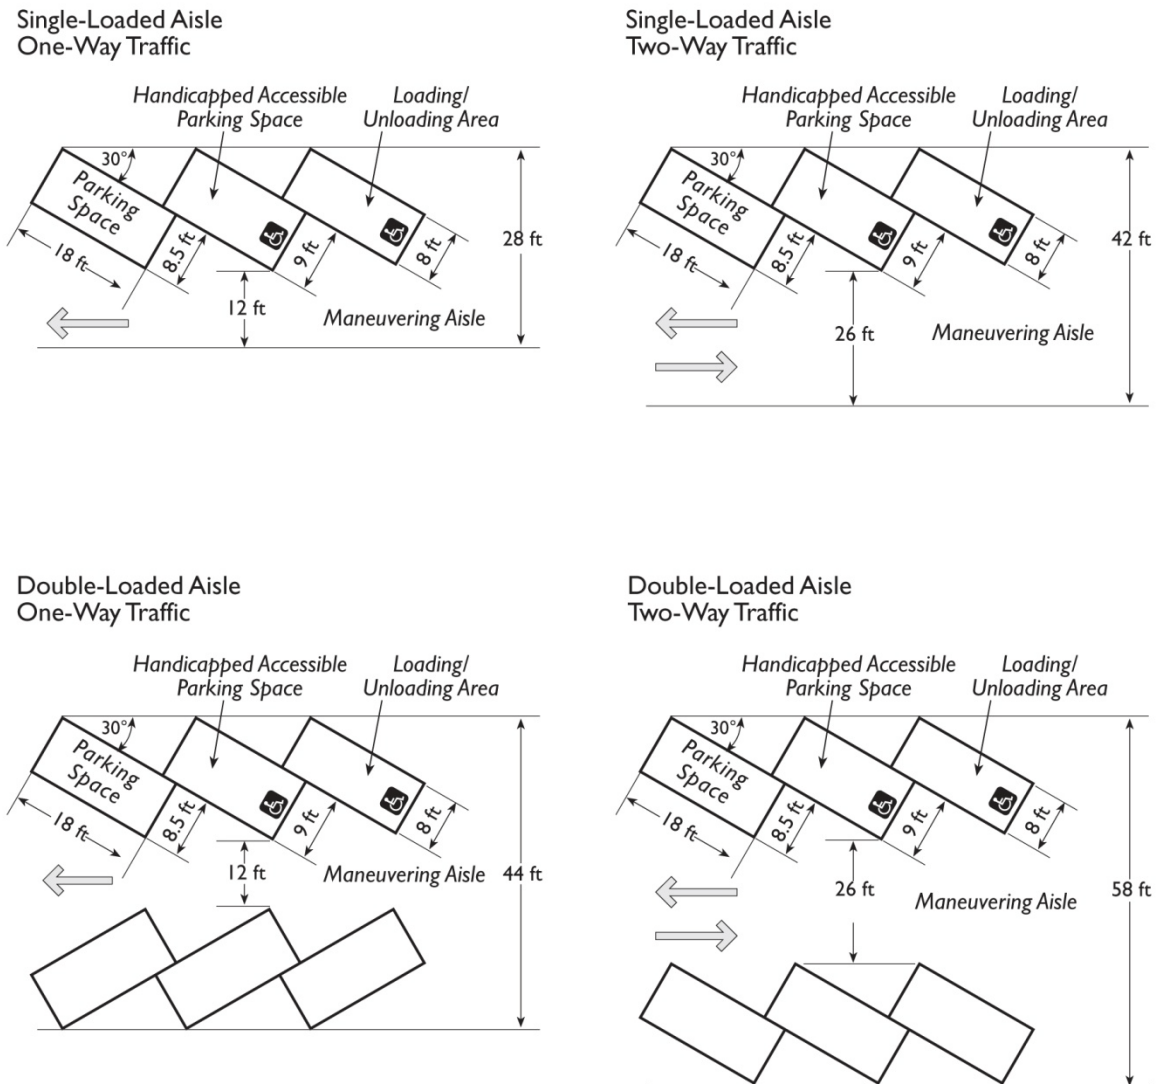 Single-Loaded Aisle
One-Way Traffic
Handicapped Accessible
Parking Space
Loading/
Unloading Area
30°
Parking
Space
18 ft
8.5 ft
9 ft
8 ft
28 ft
12 ft
Maneuvering Aisle
Single-Loaded Aisle
Two-Way Traffic
Handicapped Accessible
Parking Space
Loading/
Unloading Area
30°
Parking
Space
18 ft
8.5 ft
9 ft
8 ft
42 ft
26 ft
Maneuvering Aisle
Double-Loaded Aisle
One-Way Traffic
Handicapped Accessible
Parking Space
Loading/
Unloading Area
30°
Parking
Space
18 ft
8.5 ft
9 ft
8 ft
12 ft
Maneuvering Aisle
44 ft
Double-Loaded Aisle
Two-Way Traffic
Handicapped Accessible
Parking Space
Loading/
Unloading Area
30°
Parking
Space
18 ft
8.5 ft
9 ft
8 ft
26 ft
Maneuvering Aisle
58 ft